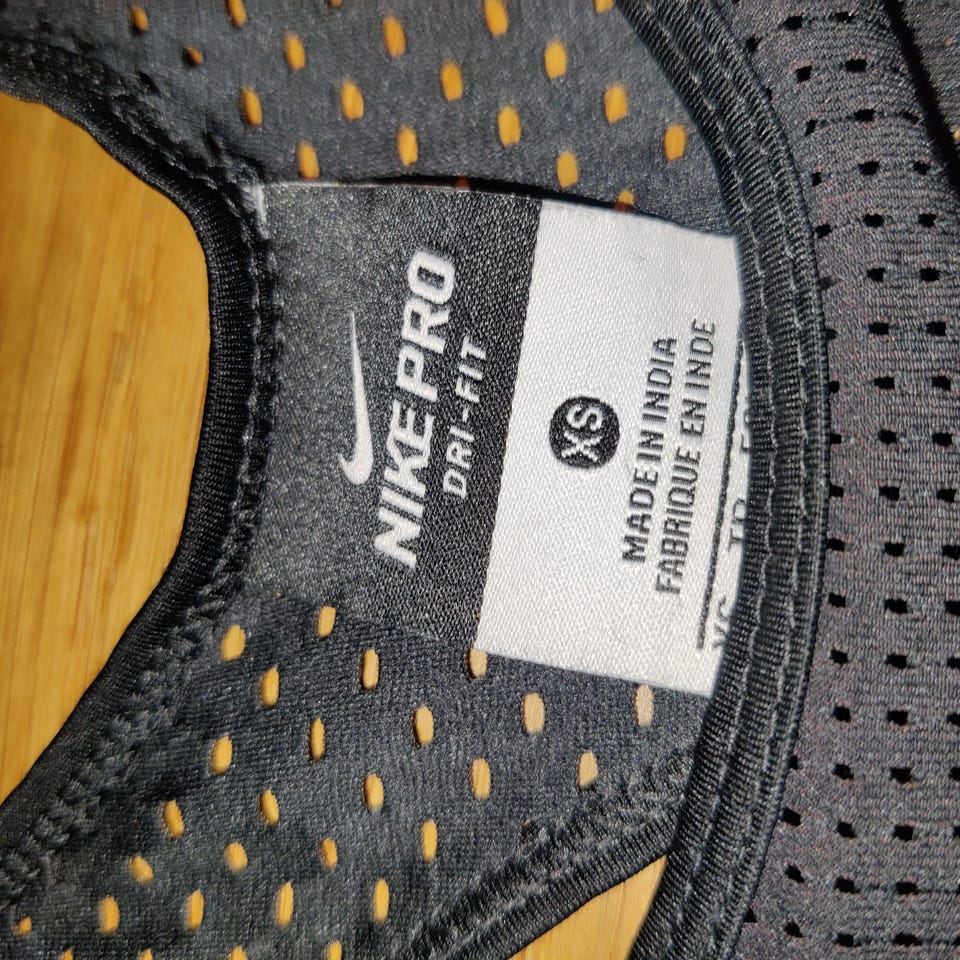 NIKE PRO
DRI-FIT
XS
MADE IN INDIA
FABRIQUE EN INDE